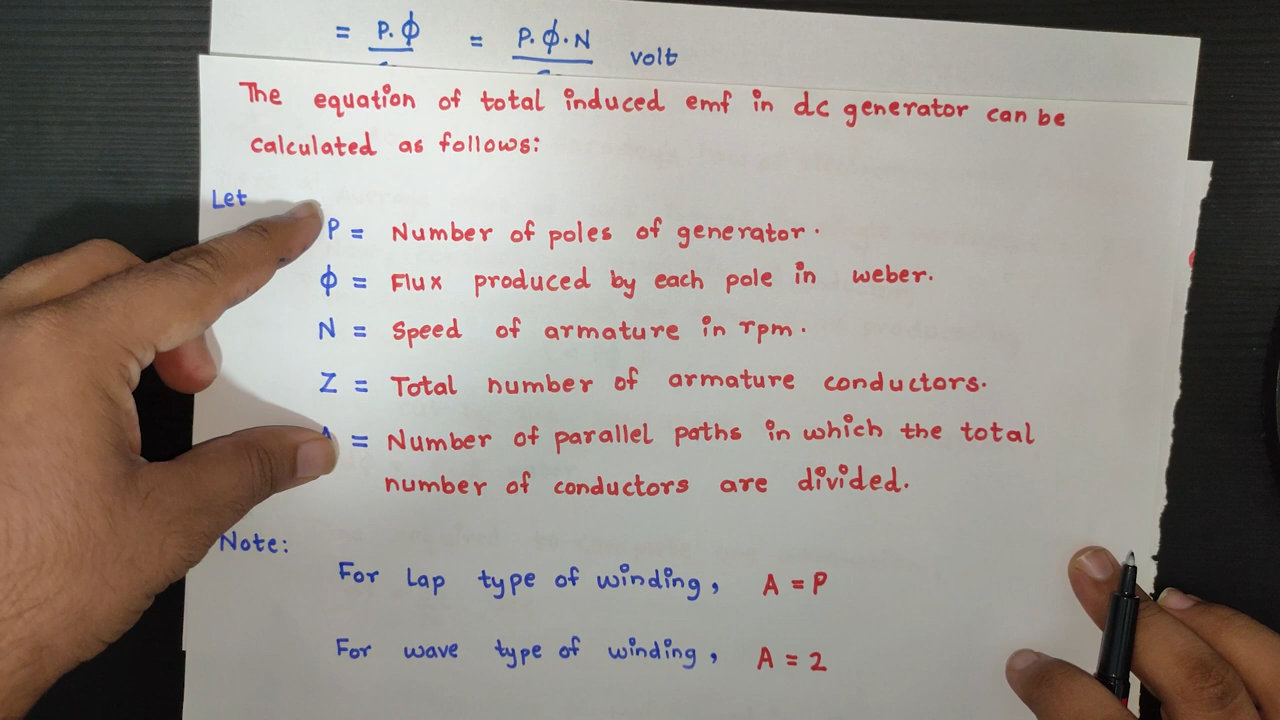 = P.ϕ = P.ϕ.N volt
The equation of total induced emf in dc generator can be
calculated as follows:
Let
P = Number of poles of generator.
ϕ = Flux produced by each pole in weber.
N = Speed of armature in rpm.
Z = Total number of armature conductors.
= Number of parallel paths in which the total
number of conductors are divided.
Note:
For Lap type of winding, A = P
For wave type of winding, A = 2